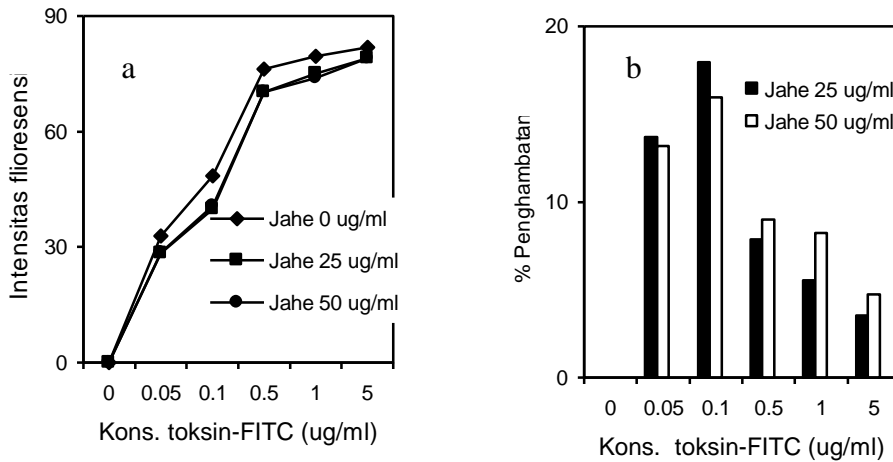 90
60
30
0
Intensitas flioresensi
a
Jahe 0 ug/ml
Jahe 25 ug/ml
Jahe 50 ug/ml
0 0.05 0.1 0.5 1 5
Kons. toksin-FITC (ug/ml)
20
10
0
% Penghambatan
b
Jahe 25 ug/ml
Jahe 50 ug/ml
0 0.05 0.1 0.5 1 5
Kons. toksin-FITC (ug/ml)